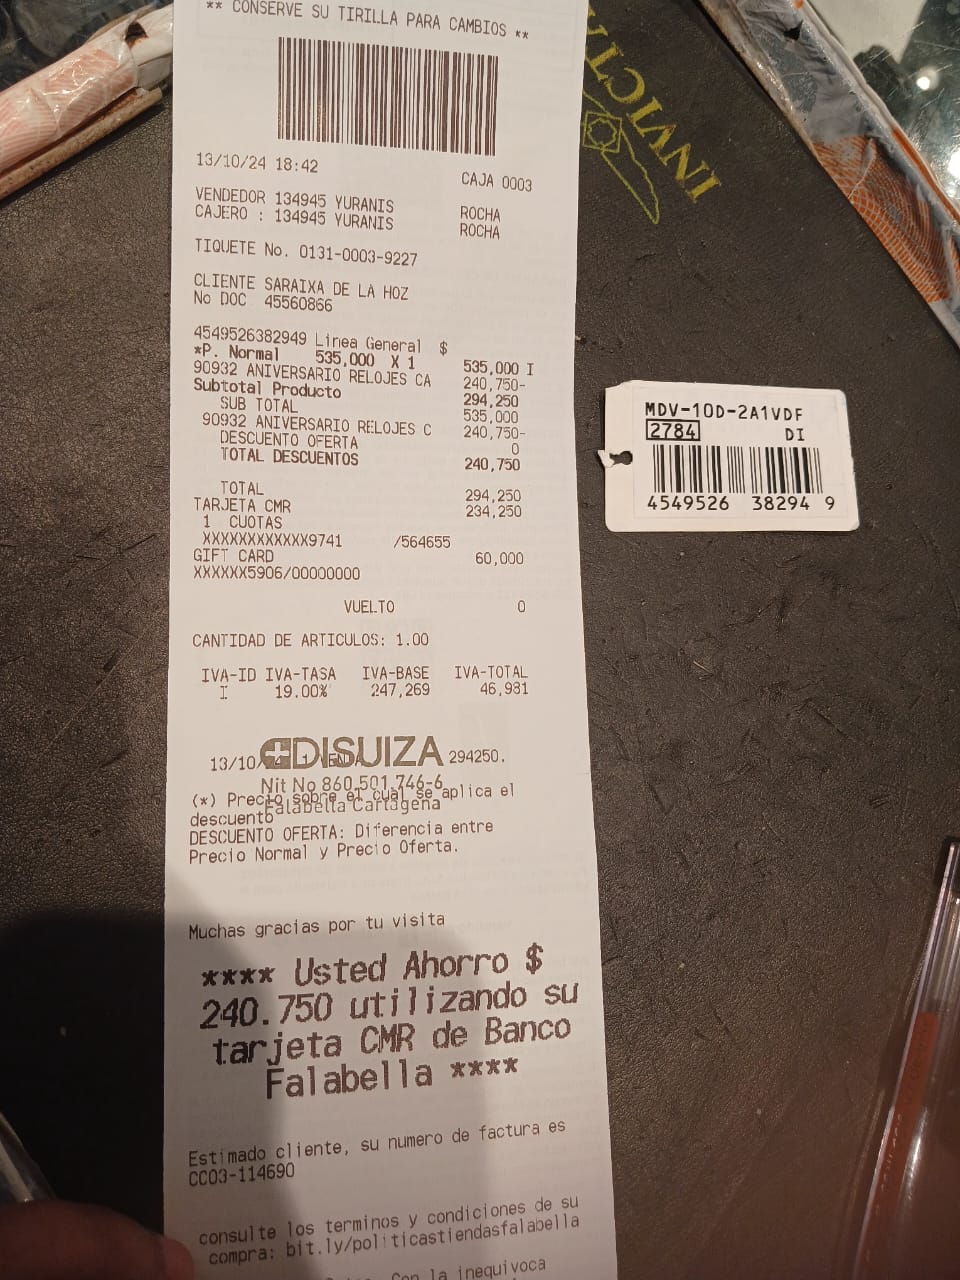 ** CONSERVE SU TIRILLA PARA CAMBIOS **
13/10/24 18:42 CAJA 0003
VENDEDOR 134945 YURANIS ROCHA
CAJERO : 134945 YURANIS ROCHA
TIQUETE No. 0131-0003-9227
CLIENTE SARAIXA DE LA HOZ
No DOC 45560866
4549526382949 Linea General $
*P. Normal 535,000 X 1 535,000 I
90932 ANIVERSARIO RELOJES CA 240,750-
Subtotal Producto 294,250
SUB TOTAL 535,000
90932 ANIVERSARIO RELOJES C 240,750-
DESCUENTO OFERTA 0
TOTAL DESCUENTOS 240,750
TOTAL 294,250
TARJETA CMR 234,250
1 CUOTAS
XXXXXXXXXXXX9741 /564655
GIFT CARD 60,000
XXXXXX5906/00000000
VUELTO 0
CANTIDAD DE ARTICULOS: 1.00
IVA-ID IVA-TASA IVA-BASE IVA-TOTAL
I 19.00% 247,269 46,981
DISUIZA
13/10/ 294250.
Nit No 860.501.746-6
(*) Precio sobre el cual se aplica el
Falabella Cartagena
descuento
DESCUENTO OFERTA: Diferencia entre
Precio Normal y Precio Oferta.
Muchas gracias por tu visita
**** Usted Ahorro $
240.750 utilizando su
tarjeta CMR de Banco
Falabella ****
Estimado cliente, su numero de factura es
CC03-114690
consulte los terminos y condiciones de su
compra: bit.ly/politicastiendasfalabella
Con la inequivoca
INVICTA
MDV-10D-2A1VDF
2784 DI
4549526 38294 9